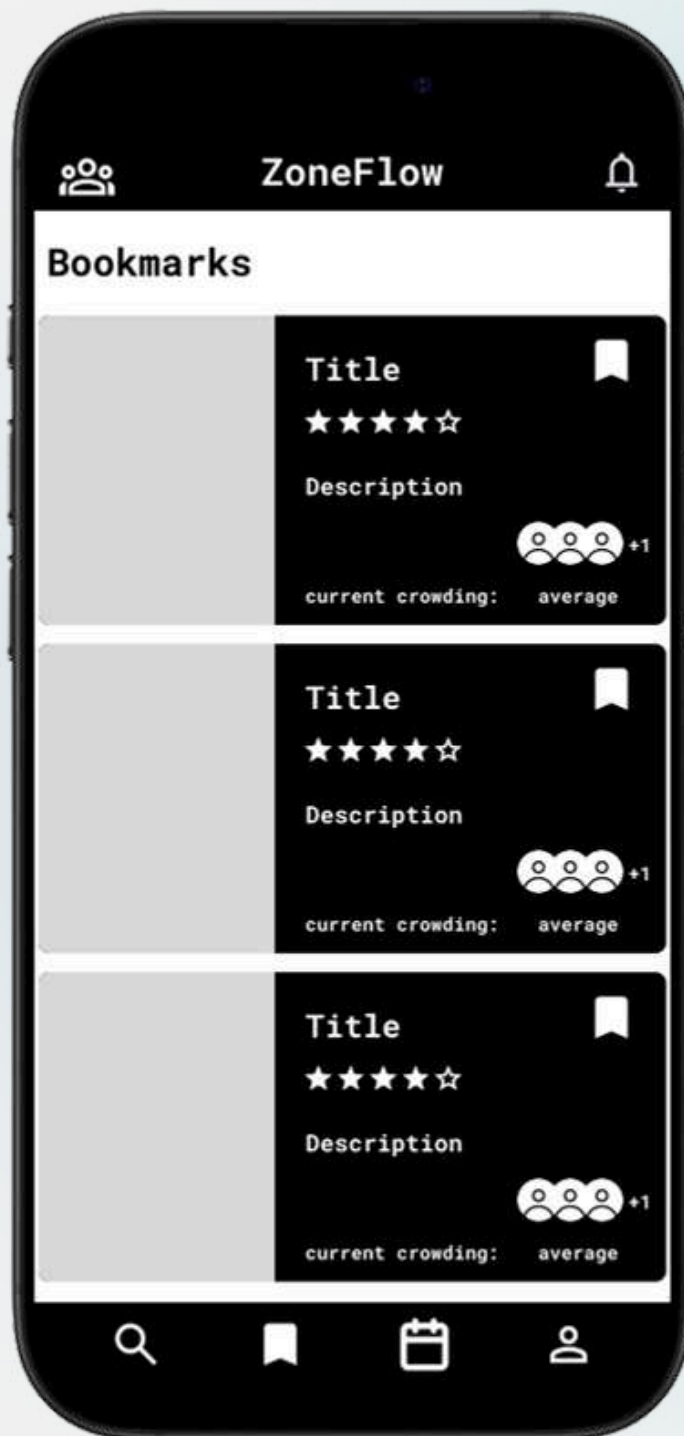 ZoneFlow
Bookmarks
Title
Description
+1
current crowding: average
Title
Description
+1
current crowding: average
Title
Description
+1
current crowding: average